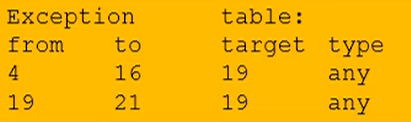 Exception table:
from to target type
4 16 19 any
19 21 19 any